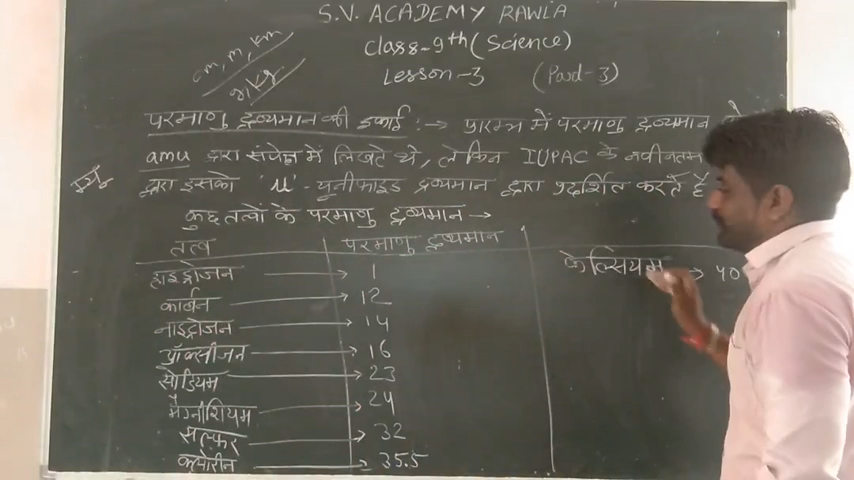 S.V. ACADEMY RAWLA
cm, m, km
Class-9th (Science)
g/kg
Lesson-3 (Pard-3)
परमाणु द्रव्यमान की इकाई :→ प्रारम्भ में परमाणु द्रव्यमान को
amu द्वारा संक्षेप में लिखते थे, लेकिन IUPAC के नवीनतम
द्वारा इसको 'u' - यूनीफाइड द्रव्यमान द्वारा प्रदर्शित करते हैं
कुछ तत्वों के परमाणु द्रव्यमान →
तत्व परमाणु द्रव्यमान
हाइड्रोजन → 1
कार्बन → 12
नाइट्रोजन → 14
ऑक्सीजन → 16
सोडियम → 23
मैग्नीशियम → 24
सल्फर → 32
क्लोरीन → 35.5
केल्सियम → 40